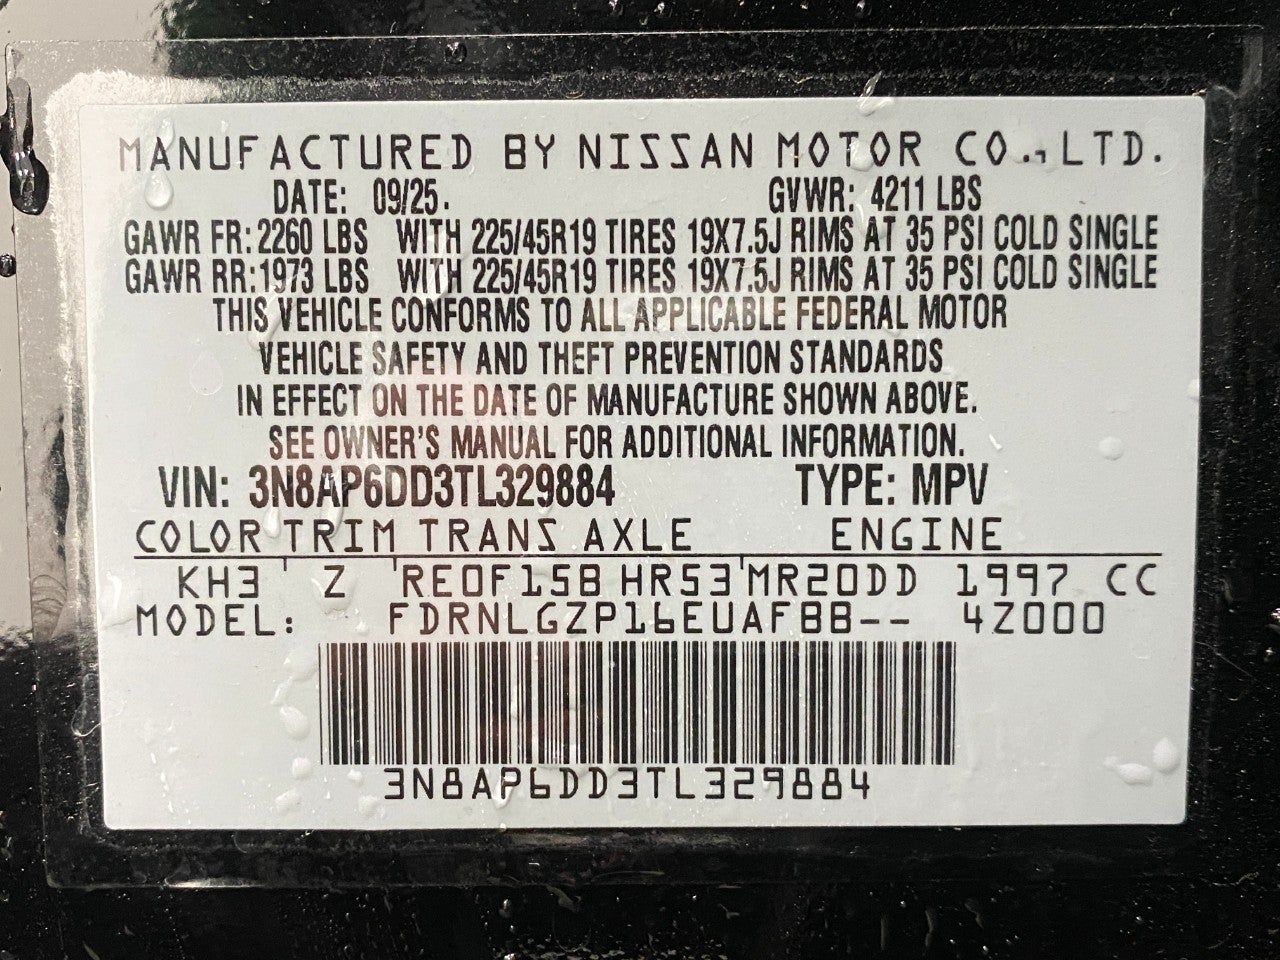 MANUFACTURED BY NISSAN MOTOR CO., LTD.
DATE: 09/25. GVWR: 4211 LBS
GAWR FR: 2260 LBS WITH 225/45R19 TIRES 19X7.5J RIMS AT 35 PSI COLD SINGLE
GAWR RR: 1973 LBS WITH 225/45R19 TIRES 19X7.5J RIMS AT 35 PSI COLD SINGLE
THIS VEHICLE CONFORMS TO ALL APPLICABLE FEDERAL MOTOR
VEHICLE SAFETY AND THEFT PREVENTION STANDARDS
IN EFFECT ON THE DATE OF MANUFACTURE SHOWN ABOVE.
SEE OWNER'S MANUAL FOR ADDITIONAL INFORMATION.
VIN: 3N8AP6DD3TL329884 TYPE: MPV
COLOR TRIM TRANS AXLE ENGINE
KH3 Z RE0F15B HR53 MR20DD 1997 CC
MODEL: FDRNLGZP16EUAFBB-- 4Z000
3N8AP6DD3TL329884